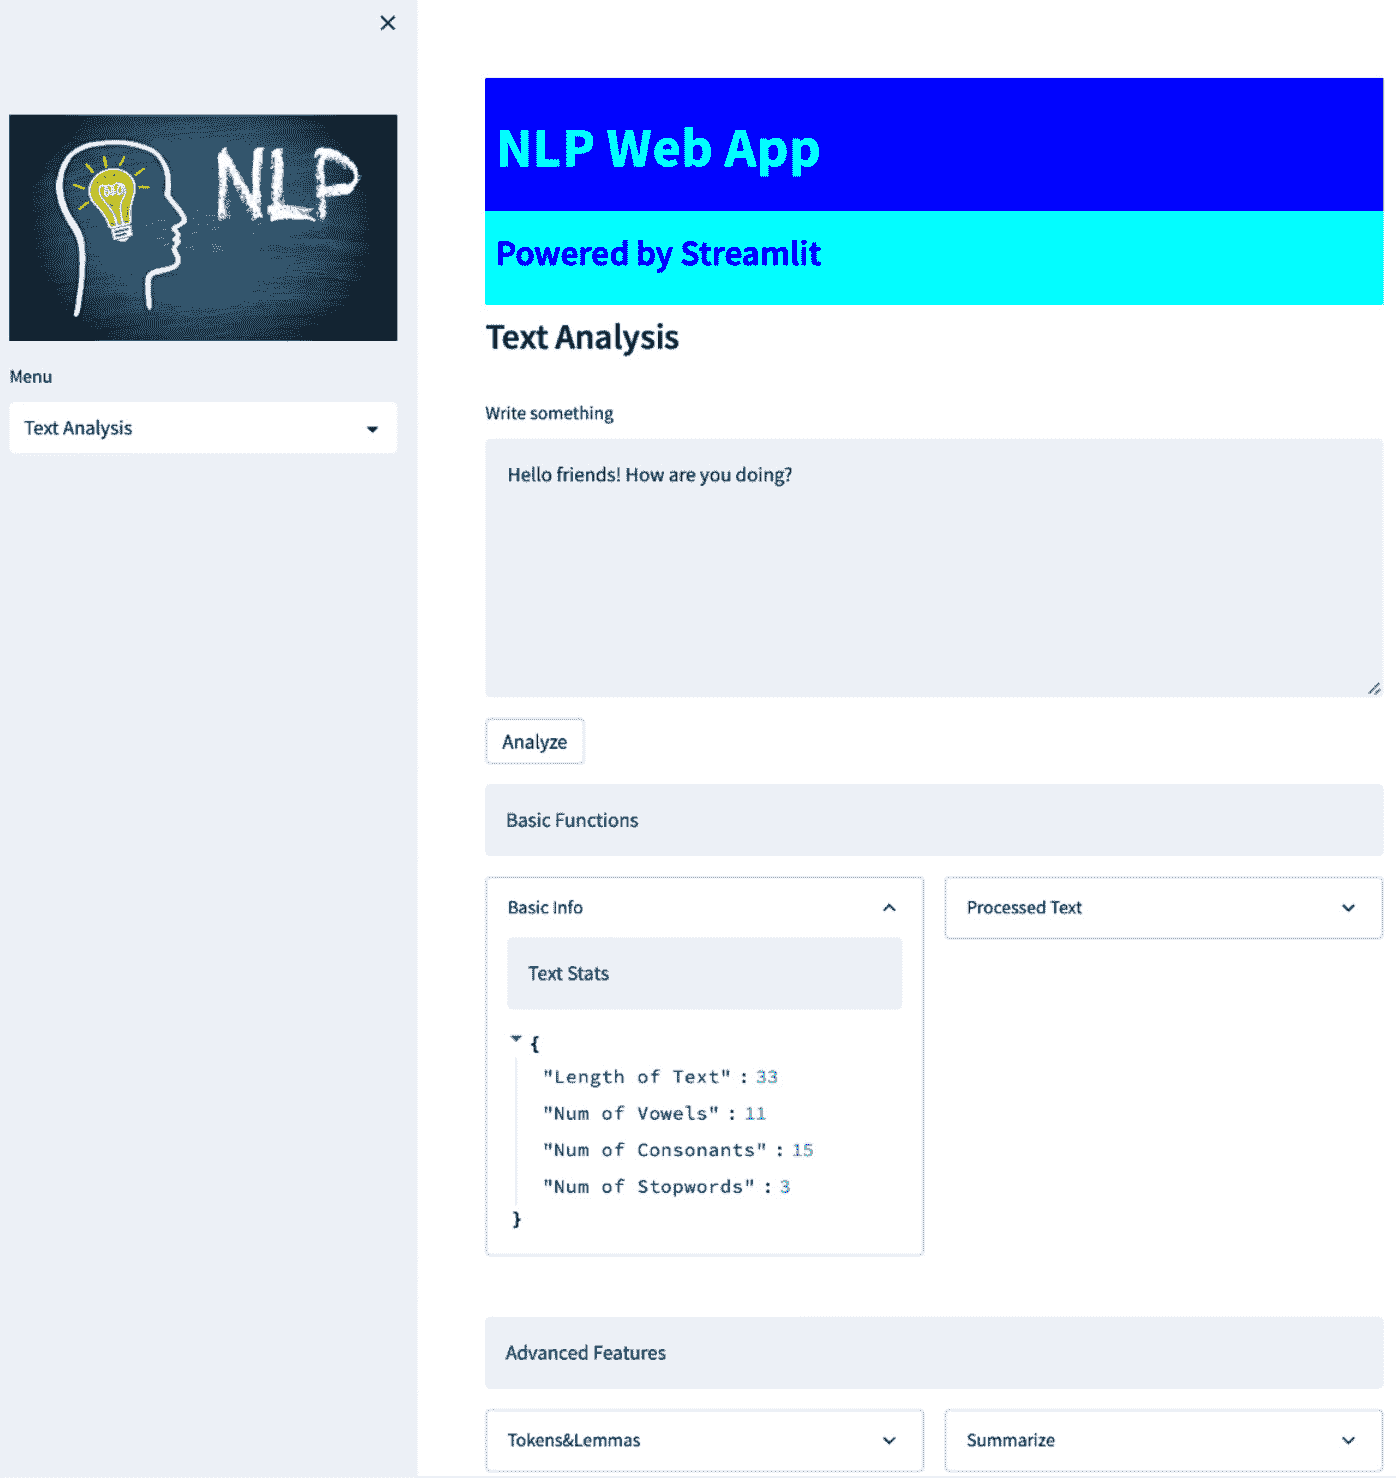 NLP
Menu
Text Analysis
NLP Web App
Powered by Streamlit
Text Analysis
Write something
Hello friends! How are you doing?
Analyze
Basic Functions
Basic Info
Processed Text
Text Stats
{
"Length of Text" : 33
"Num of Vowels" : 11
"Num of Consonants" : 15
"Num of Stopwords" : 3
}
Advanced Features
Tokens&Lemmas
Summarize